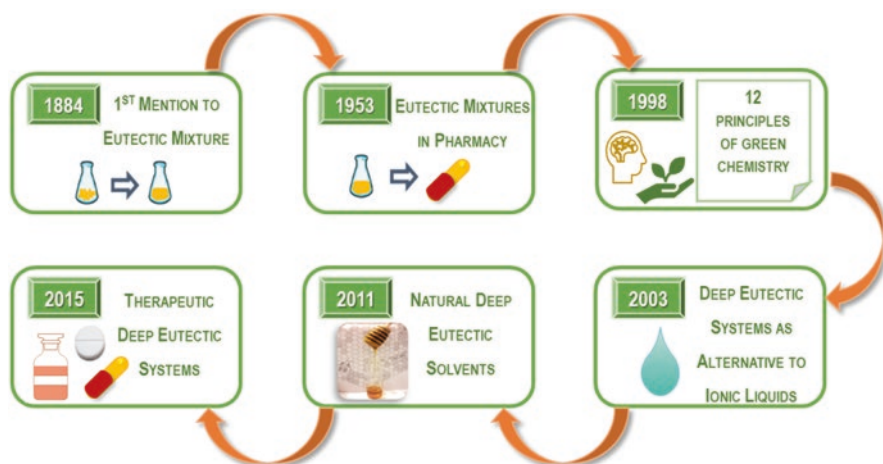 1884
1ST MENTION TO
EUTECTIC MIXTURE
1953
EUTECTIC MIXTURES
IN PHARMACY
1998
12
PRINCIPLES
OF GREEN
CHEMISTRY
2003
DEEP EUTECTIC
SYSTEMS AS
ALTERNATIVE TO
IONIC LIQUIDS
2011
NATURAL DEEP
EUTECTIC
SOLVENTS
2015
THERAPEUTIC
DEEP EUTECTIC
SYSTEMS